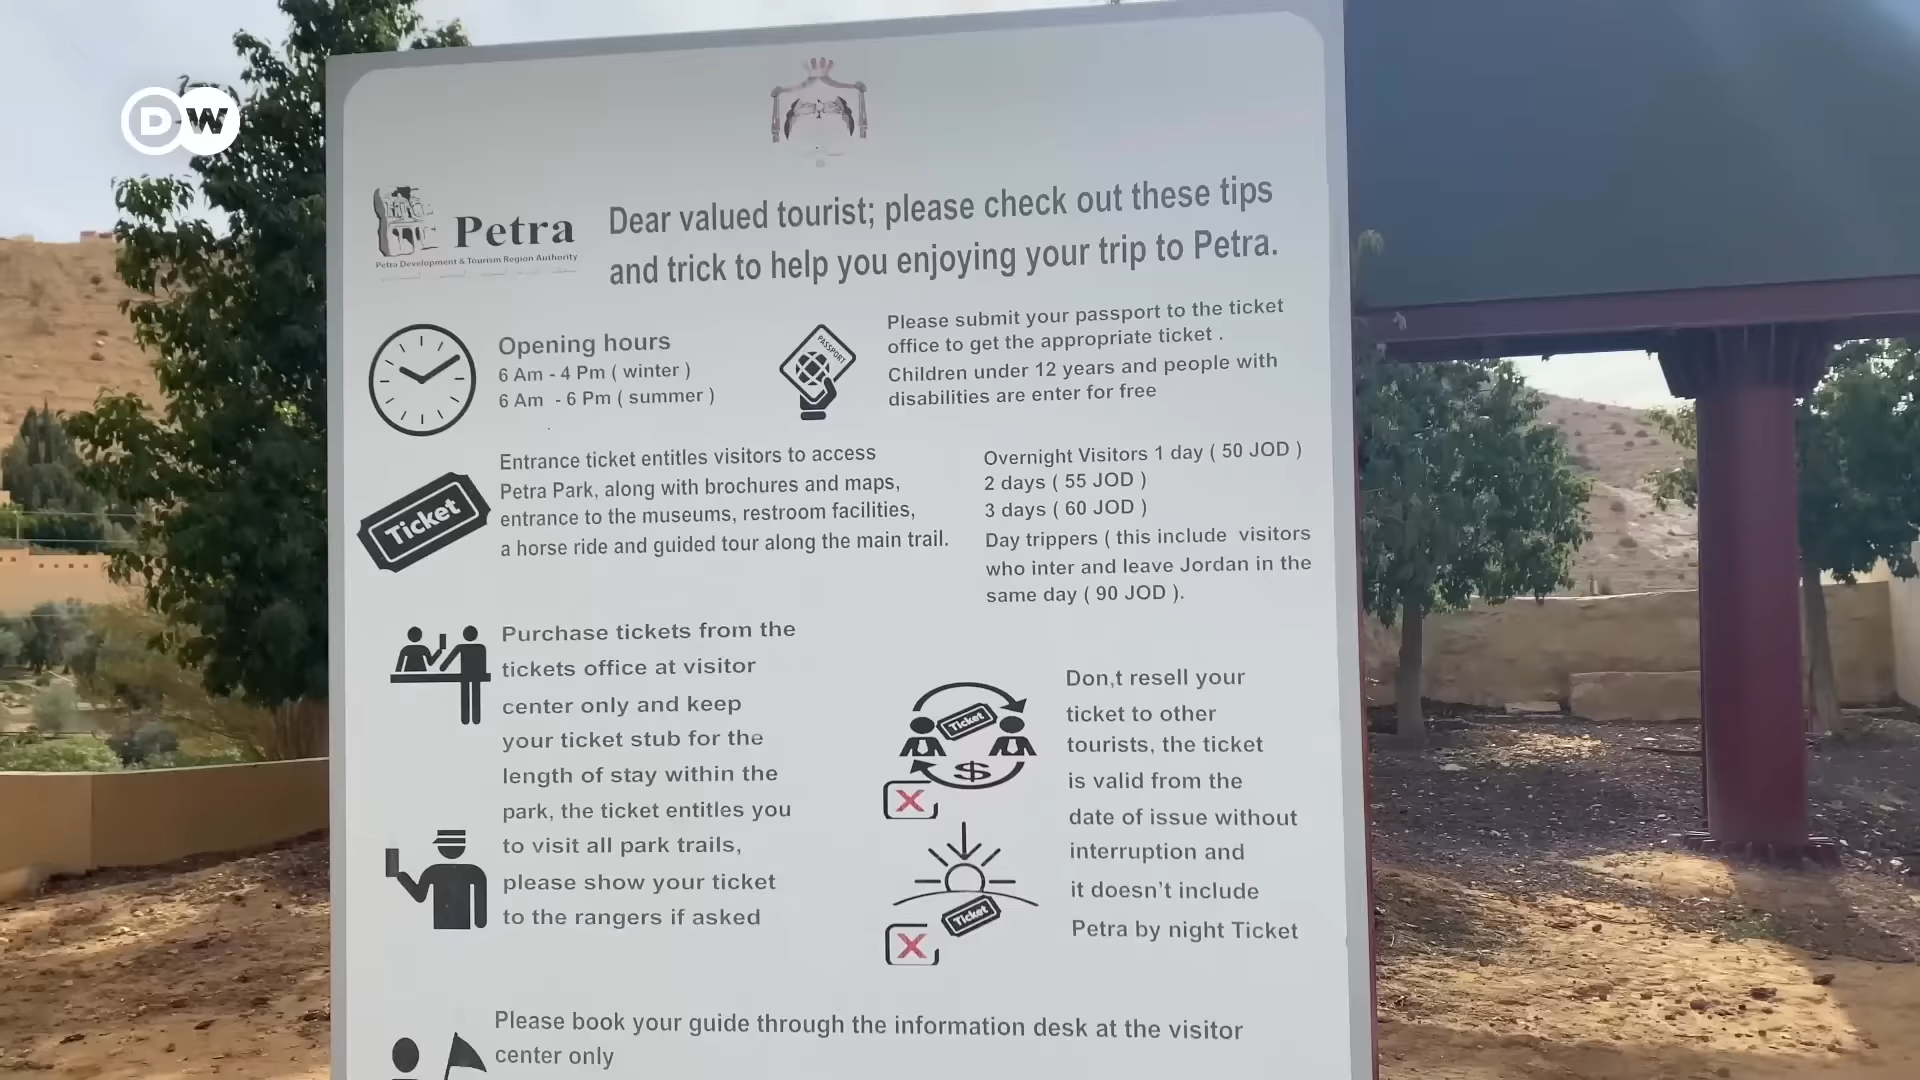 DW
Petra
Petra Development & Tourism Region Authority
Dear valued tourist; please check out these tips
and trick to help you enjoying your trip to Petra.
Opening hours
6 Am - 4 Pm ( winter )
6 Am - 6 Pm ( summer )
PASSPORT
Please submit your passport to the ticket
office to get the appropriate ticket .
Children under 12 years and people with
disabilities are enter for free
Ticket
Entrance ticket entitles visitors to access
Petra Park, along with brochures and maps,
entrance to the museums, restroom facilities,
a horse ride and guided tour along the main trail.
Overnight Visitors 1 day ( 50 JOD )
2 days ( 55 JOD )
3 days ( 60 JOD )
Day trippers ( this include visitors
who inter and leave Jordan in the
same day ( 90 JOD ).
Purchase tickets from the
tickets office at visitor
center only and keep
your ticket stub for the
length of stay within the
park, the ticket entitles you
to visit all park trails,
please show your ticket
to the rangers if asked
Ticket
$
Ticket
Don,t resell your
ticket to other
tourists, the ticket
is valid from the
date of issue without
interruption and
it doesn't include
Petra by night Ticket
Please book your guide through the information desk at the visitor
center only